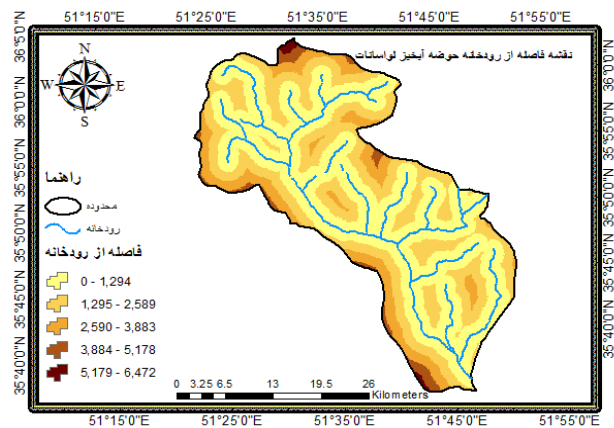 51°15'0"E 51°25'0"E 51°35'0"E 51°45'0"E 51°55'0"E
نقشه فاصله از رودخانه حوضه آبخیز لواسانات
N
W E
S
36°5'0"N
36°0'0"N
35°55'0"N
35°50'0"N
35°45'0"N
35°40'0"N
36°0'0"N
35°55'0"N
35°50'0"N
35°45'0"N
35°40'0"N
راهنما
محدوده
رودخانه
فاصله از رودخانه
0 - 1,294
1,295 - 2,589
2,590 - 3,883
3,884 - 5,178
5,179 - 6,472
0 3.25 6.5 13 19.5 26
Kilometers
51°15'0"E 51°25'0"E 51°35'0"E 51°45'0"E 51°55'0"E